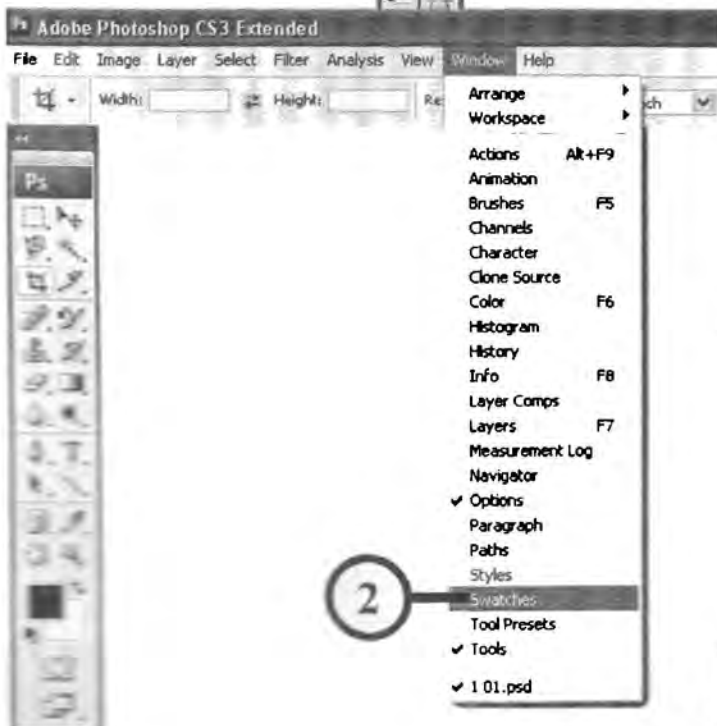 Adobe Photoshop CS3 Extended
File Edit Image Layer Select Filter Analysis View Window Help
Width: Height: Re ch
Arrange
Workspace
Ps
Actions Alt+F9
Animation
Brushes F5
Channels
Character
Clone Source
Color F6
Histogram
History
Info F8
Layer Comps
Layers F7
Measurement Log
Navigator
Options
Paragraph
Paths
Styles
2 Swatches
Tool Presets
Tools
1 01.psd